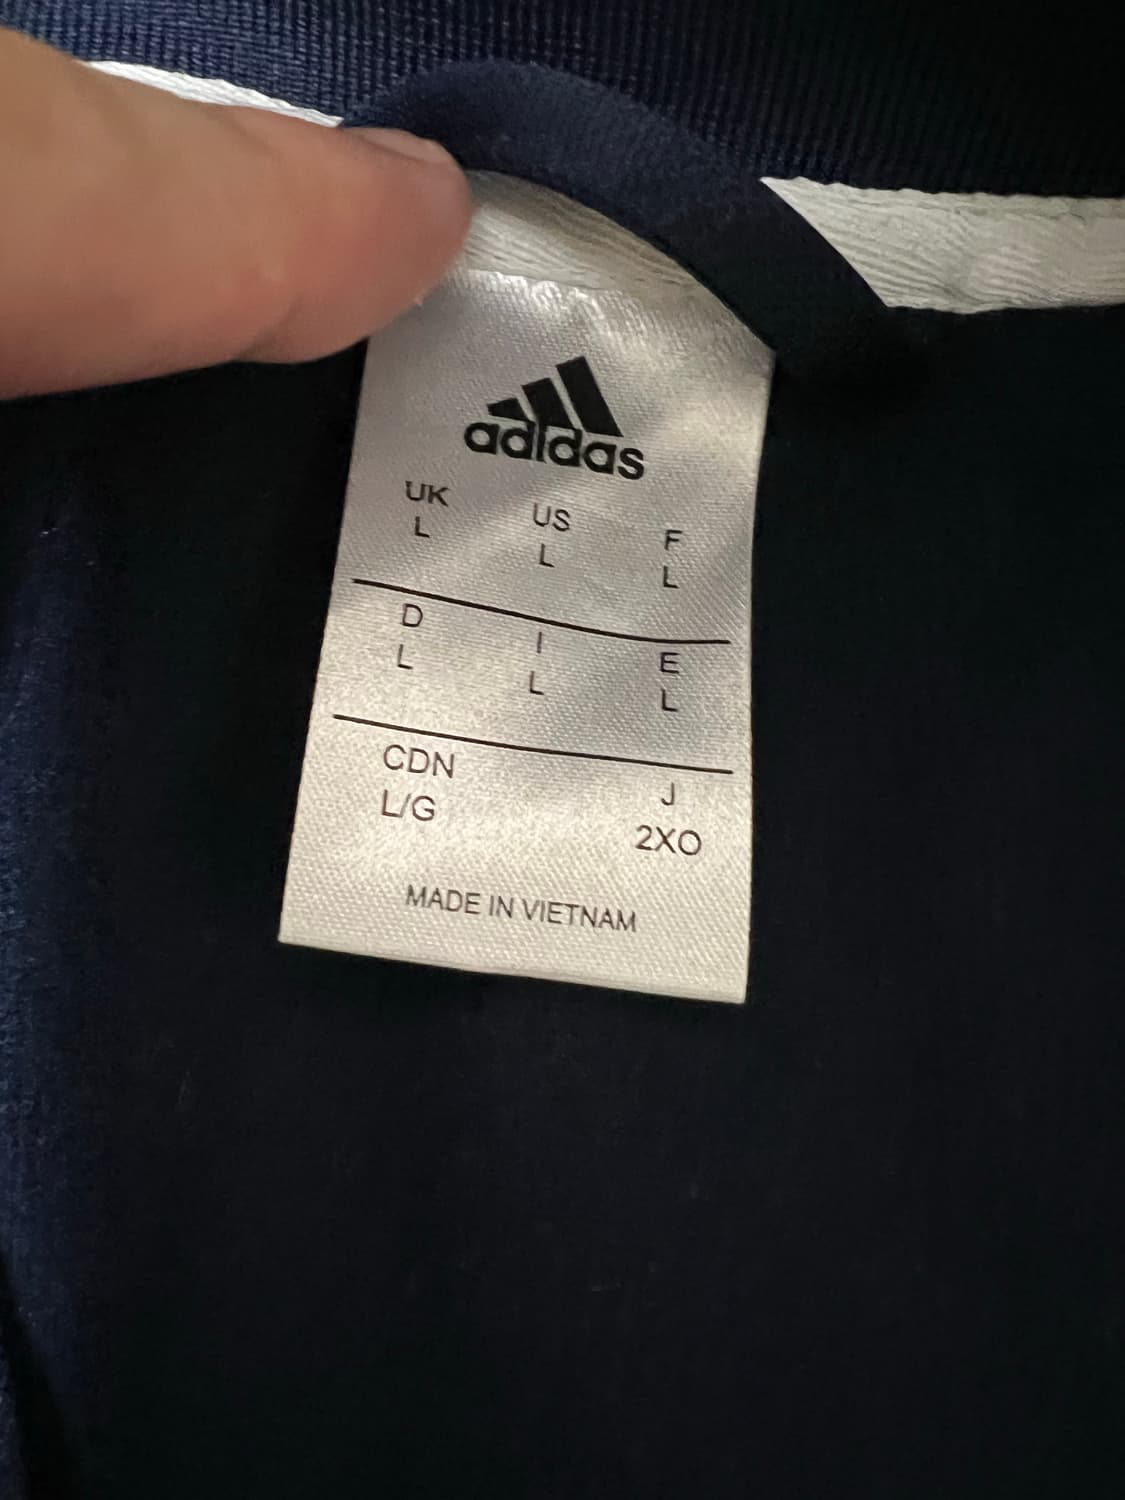 adidas
UK US F
L L L
D I E
L L L
CDN J
L/G 2XO
MADE IN VIETNAM